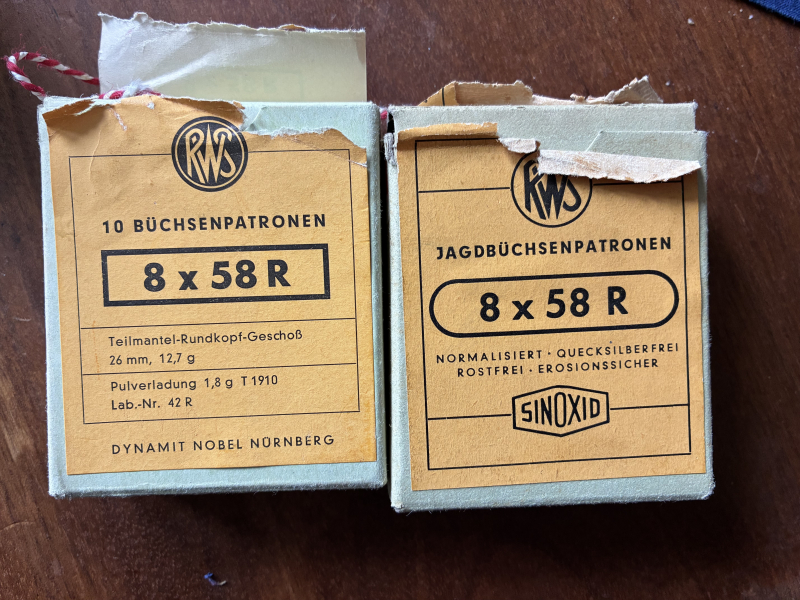 RWS
10 BÜCHSENPATRONEN
8 x 58 R
Teilmantel-Rundkopf-Geschoß
26 mm, 12,7 g
Pulverladung 1,8 g T 1910
Lab.-Nr. 42 R
DYNAMIT NOBEL NÜRNBERG
RWS
JAGDBÜCHSENPATRONEN
8 x 58 R
NORMALISIERT · QUECKSILBERFREI
ROSTFREI · EROSIONSSICHER
SINOXID